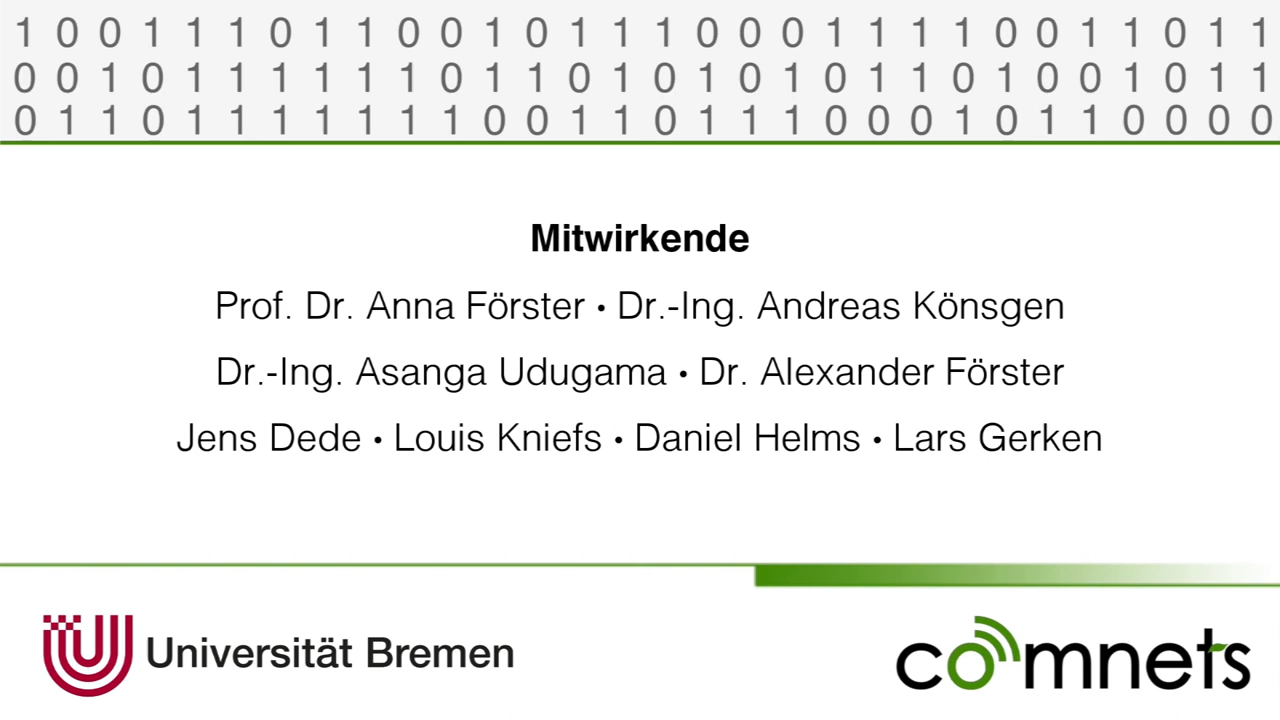 1 0 0 1 1 1 0 1 1 0 0 1 0 1 1 1 0 0 0 1 1 1 1 0 0 1 1 0 1 1
0 0 1 0 1 1 1 1 1 1 0 1 1 0 1 0 1 0 1 0 1 1 0 1 0 0 1 0 1 1
0 1 1 0 1 1 1 1 1 1 1 0 0 1 1 0 1 1 1 0 0 0 1 0 1 1 0 0 0 0
Mitwirkende
Prof. Dr. Anna Förster • Dr.-Ing. Andreas Könsgen
Dr.-Ing. Asanga Udugama • Dr. Alexander Förster
Jens Dede • Louis Kniefs • Daniel Helms • Lars Gerken
Universität Bremen
comnets